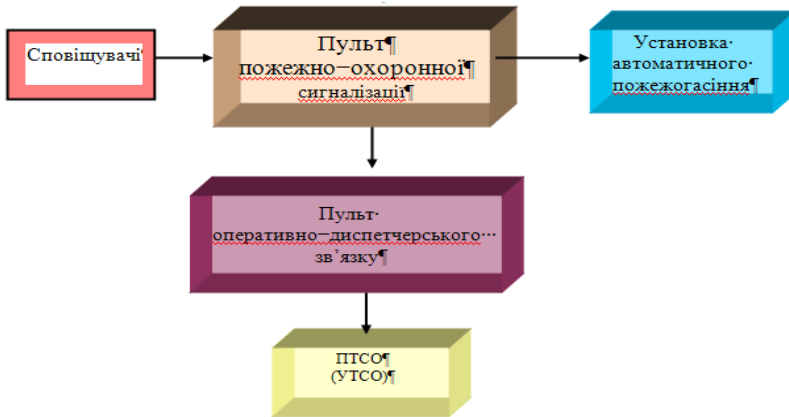 Сповіщувачі
Пульт¶
пожежно–охоронної¶
сигналізації¶
Установка·
автоматичного·
пожежогасіння¶
Пульт·
оперативно–диспетчерського···
зв’язку¶
ПТСО¶
(УТСО)¶